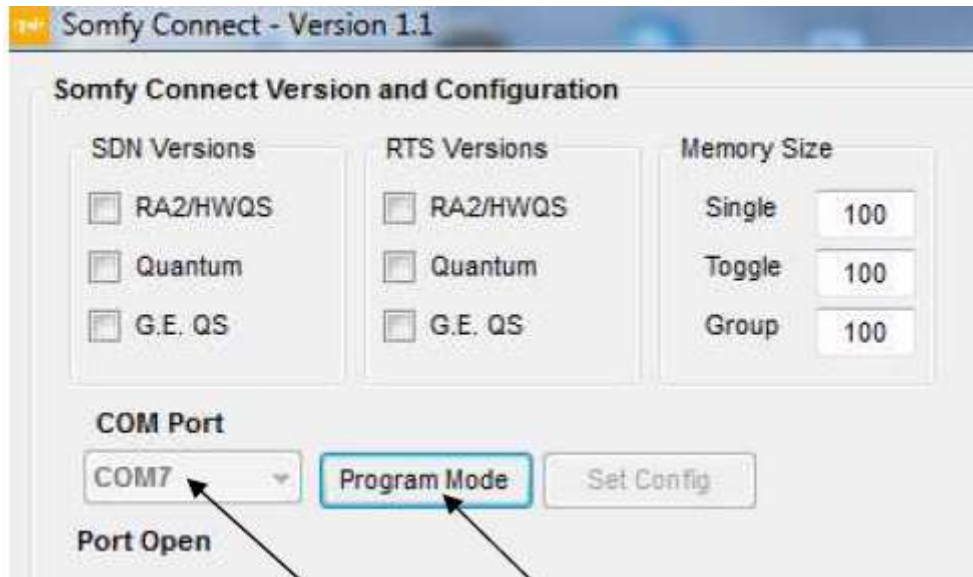 Somfy Connect - Version 1.1
Somfy Connect Version and Configuration
SDN Versions
RA2/HWQS
Quantum
G.E. QS
RTS Versions
RA2/HWQS
Quantum
G.E. QS
Memory Size
Single 100
Toggle 100
Group 100
COM Port
COM7 Program Mode Set Config
Port Open